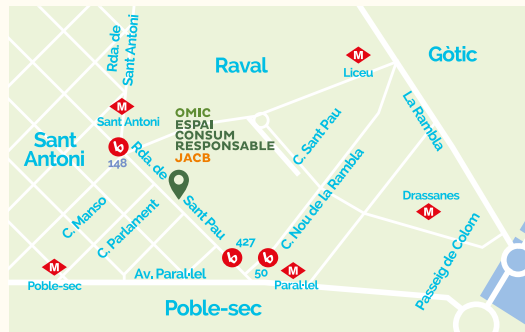 Rda. de
Sant Antoni
Raval
M
Liceu
Gòtic
La Rambla
M
Sant Antoni
OMIC
ESPAI
CONSUM
RESPONSABLE
JACB
Sant
Antoni
b
148
Rda. de
Sant Pau
C. Sant Pau
C. Nou de la Rambla
Drassanes
M
C. Manso
C. Parlament
Passeig de Colom
427
b
b
50
M
Poble-sec
Av. Paral·lel
M
Paral·lel
Poble-sec